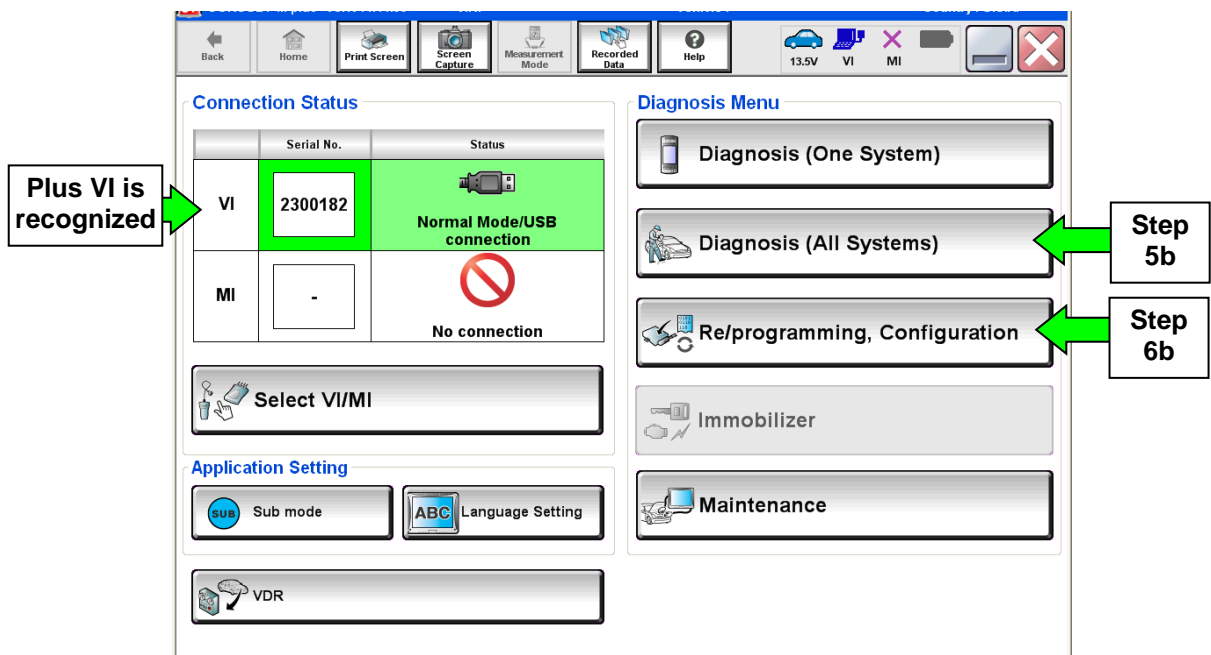 Back
Home
Print Screen
Screen
Capture
Measurement
Mode
Recorded
Data
Help
13.5V
VI
MI
Connection Status
Serial No.
Status
VI
2300182
Normal Mode/USB
connection
MI
-
No connection
Plus VI is
recognized
Select VI/MI
Application Setting
SUB
Sub mode
ABC
Language Setting
VDR
Diagnosis Menu
Diagnosis (One System)
Diagnosis (All Systems)
Step
5b
Re/programming, Configuration
Step
6b
Immobilizer
Maintenance